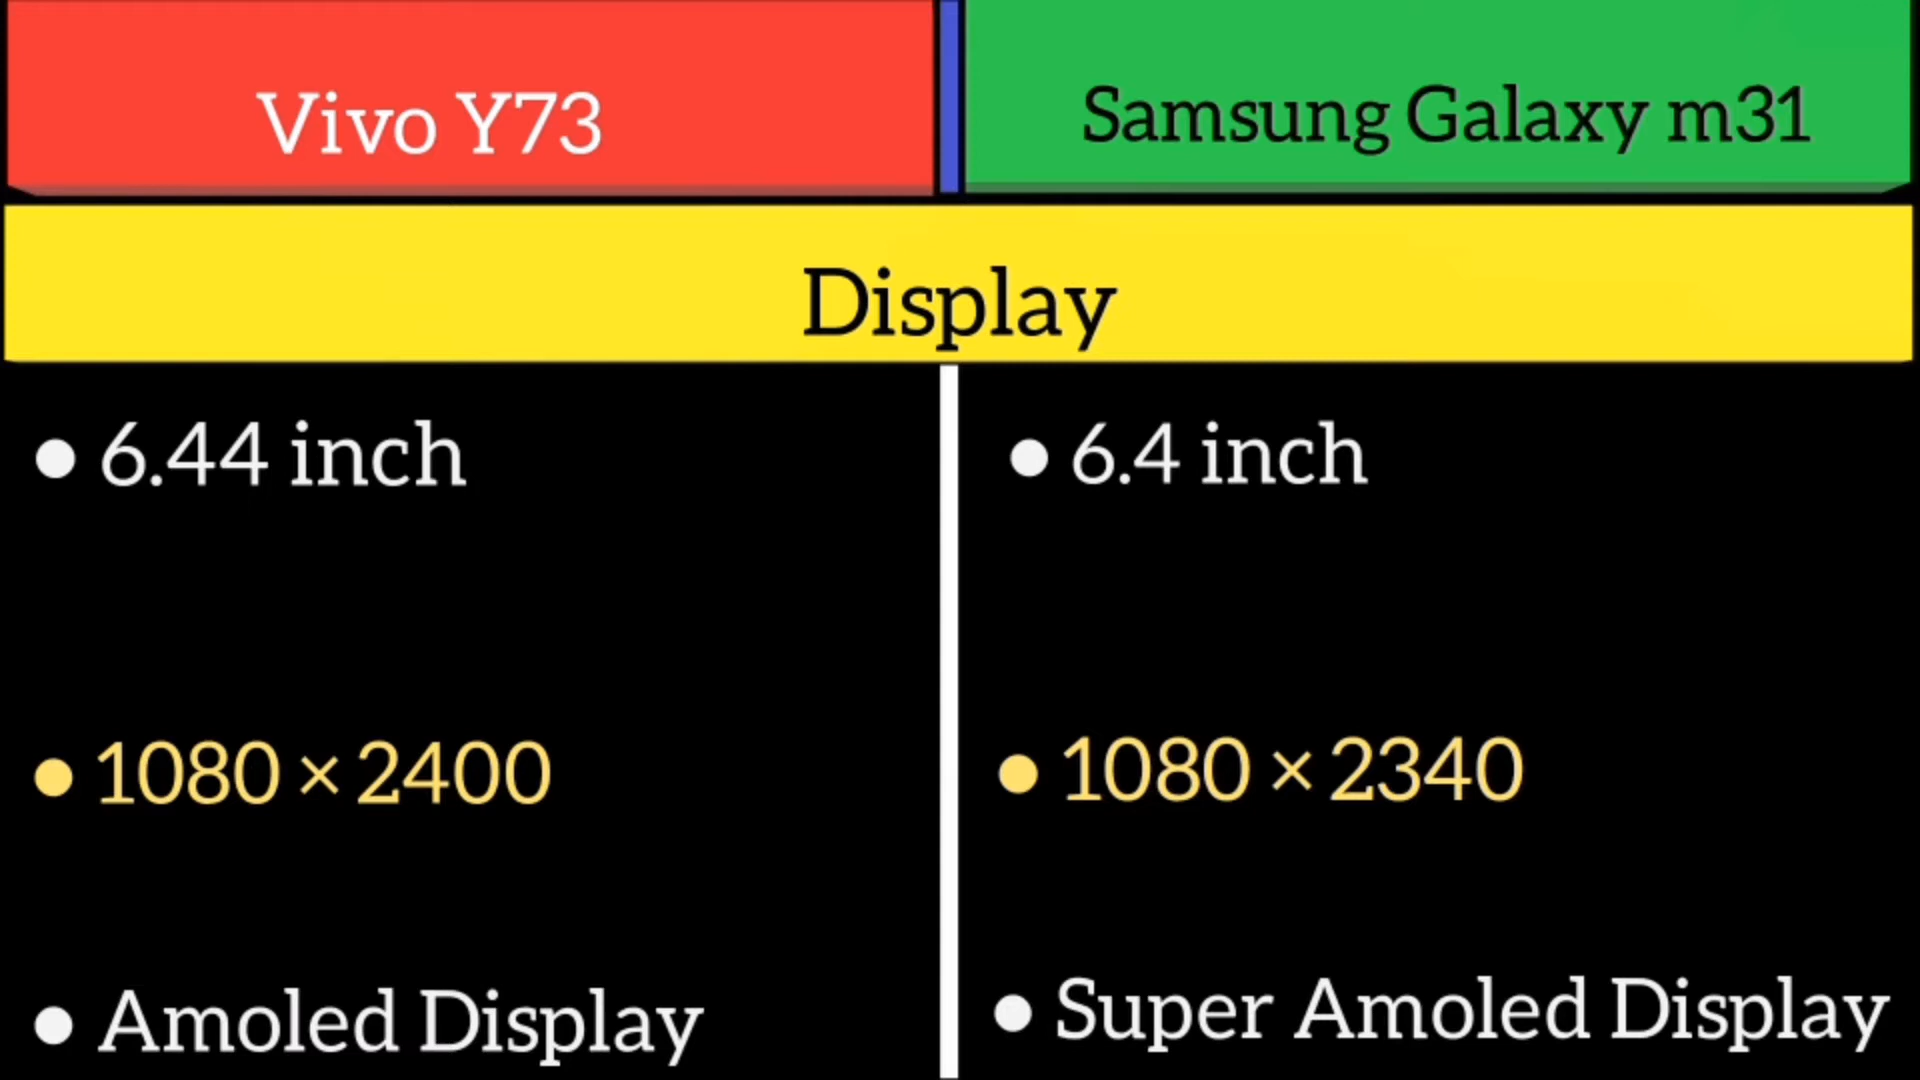 Vivo Y73
Samsung Galaxy m31
Display
● 6.44 inch
● 6.4 inch
● 1080 × 2400
● 1080 × 2340
● Amoled Display
● Super Amoled Display